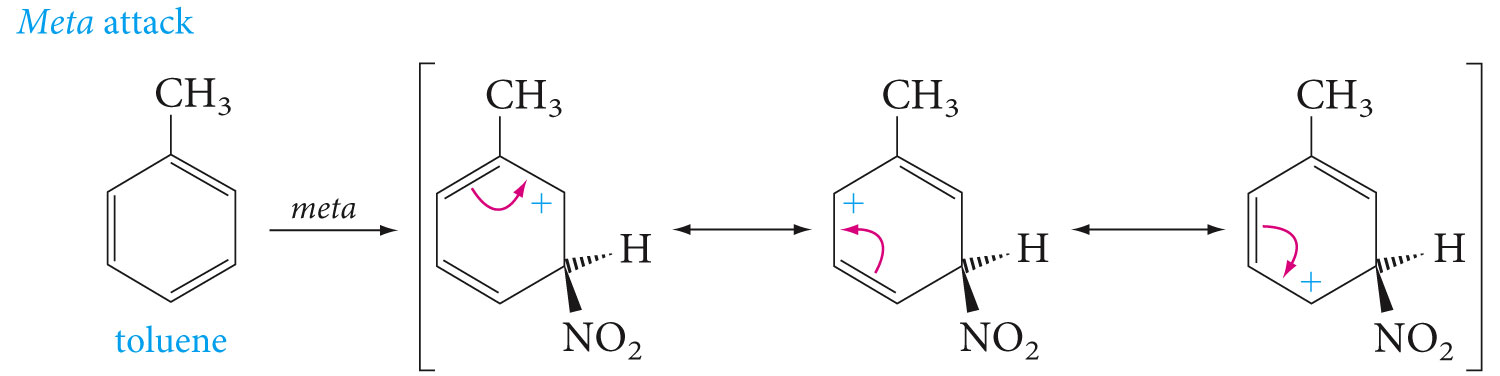 Meta attack
CH₃ CH₃ CH₃ CH₃
meta + + H H H
+
toluene NO₂ NO₂ NO₂